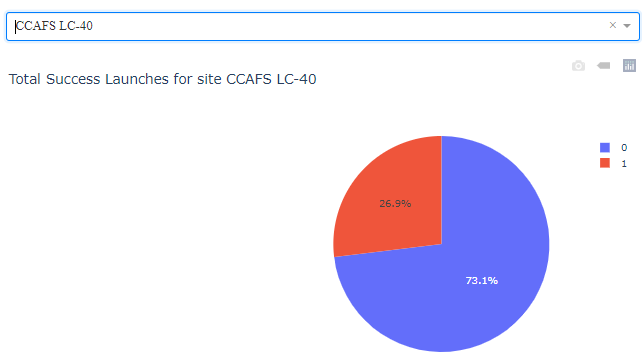 CCAFS LC-40
Total Success Launches for site CCAFS LC-40
0
1
26.9%
73.1%